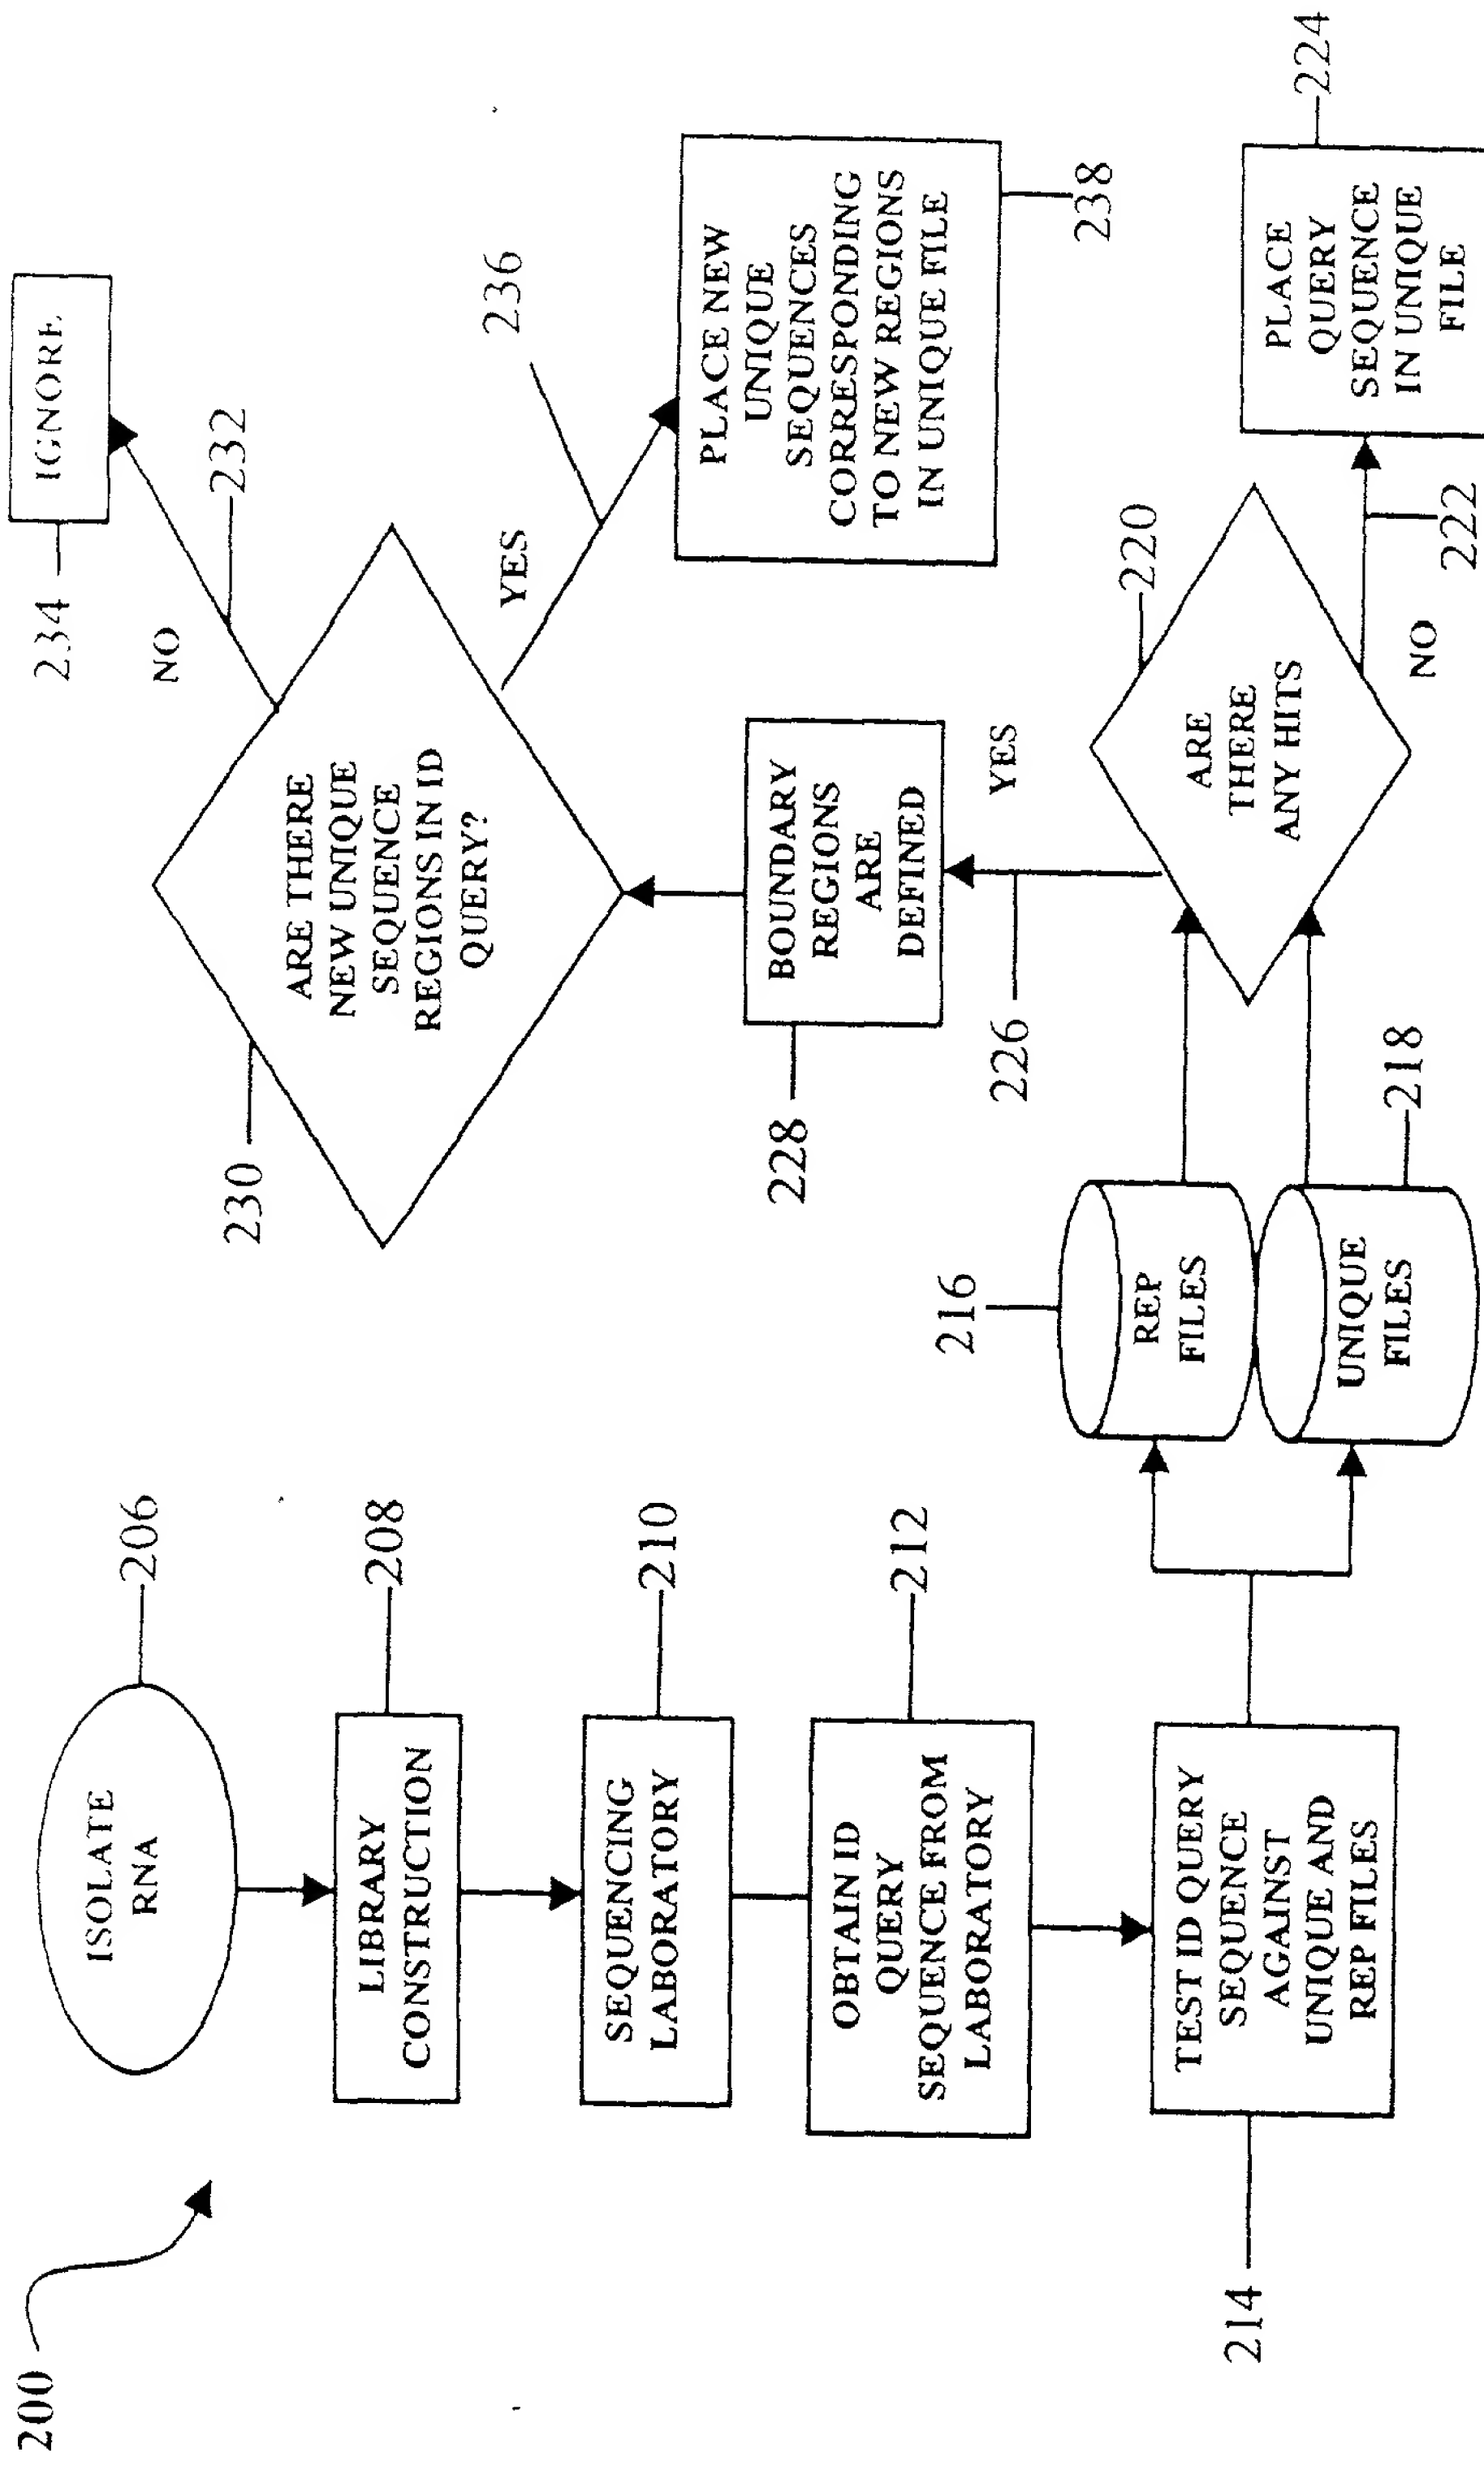 200
ISOLATE
RNA
206
LIBRARY
CONSTRUCTION
208
SEQUENCING
LABORATORY
210
OBTAIN ID
QUERY
SEQUENCE FROM
LABORATORY
212
TEST ID QUERY
SEQUENCE
AGAINST
UNIQUE AND
REP FILES
214
216
REP
FILES
UNIQUE
FILES
218
ARE
THERE
ANY HITS
220
NO
222
PLACE
QUERY
SEQUENCE
IN UNIQUE
FILE
224
YES
226
BOUNDARY
REGIONS
ARE
DEFINED
228
ARE THERE
NEW UNIQUE
SEQUENCE
REGIONS IN ID
QUERY?
230
NO
232
IGNORE
234
YES
236
PLACE NEW
UNIQUE
SEQUENCES
CORRESPONDING
TO NEW REGIONS
IN UNIQUE FILE
238